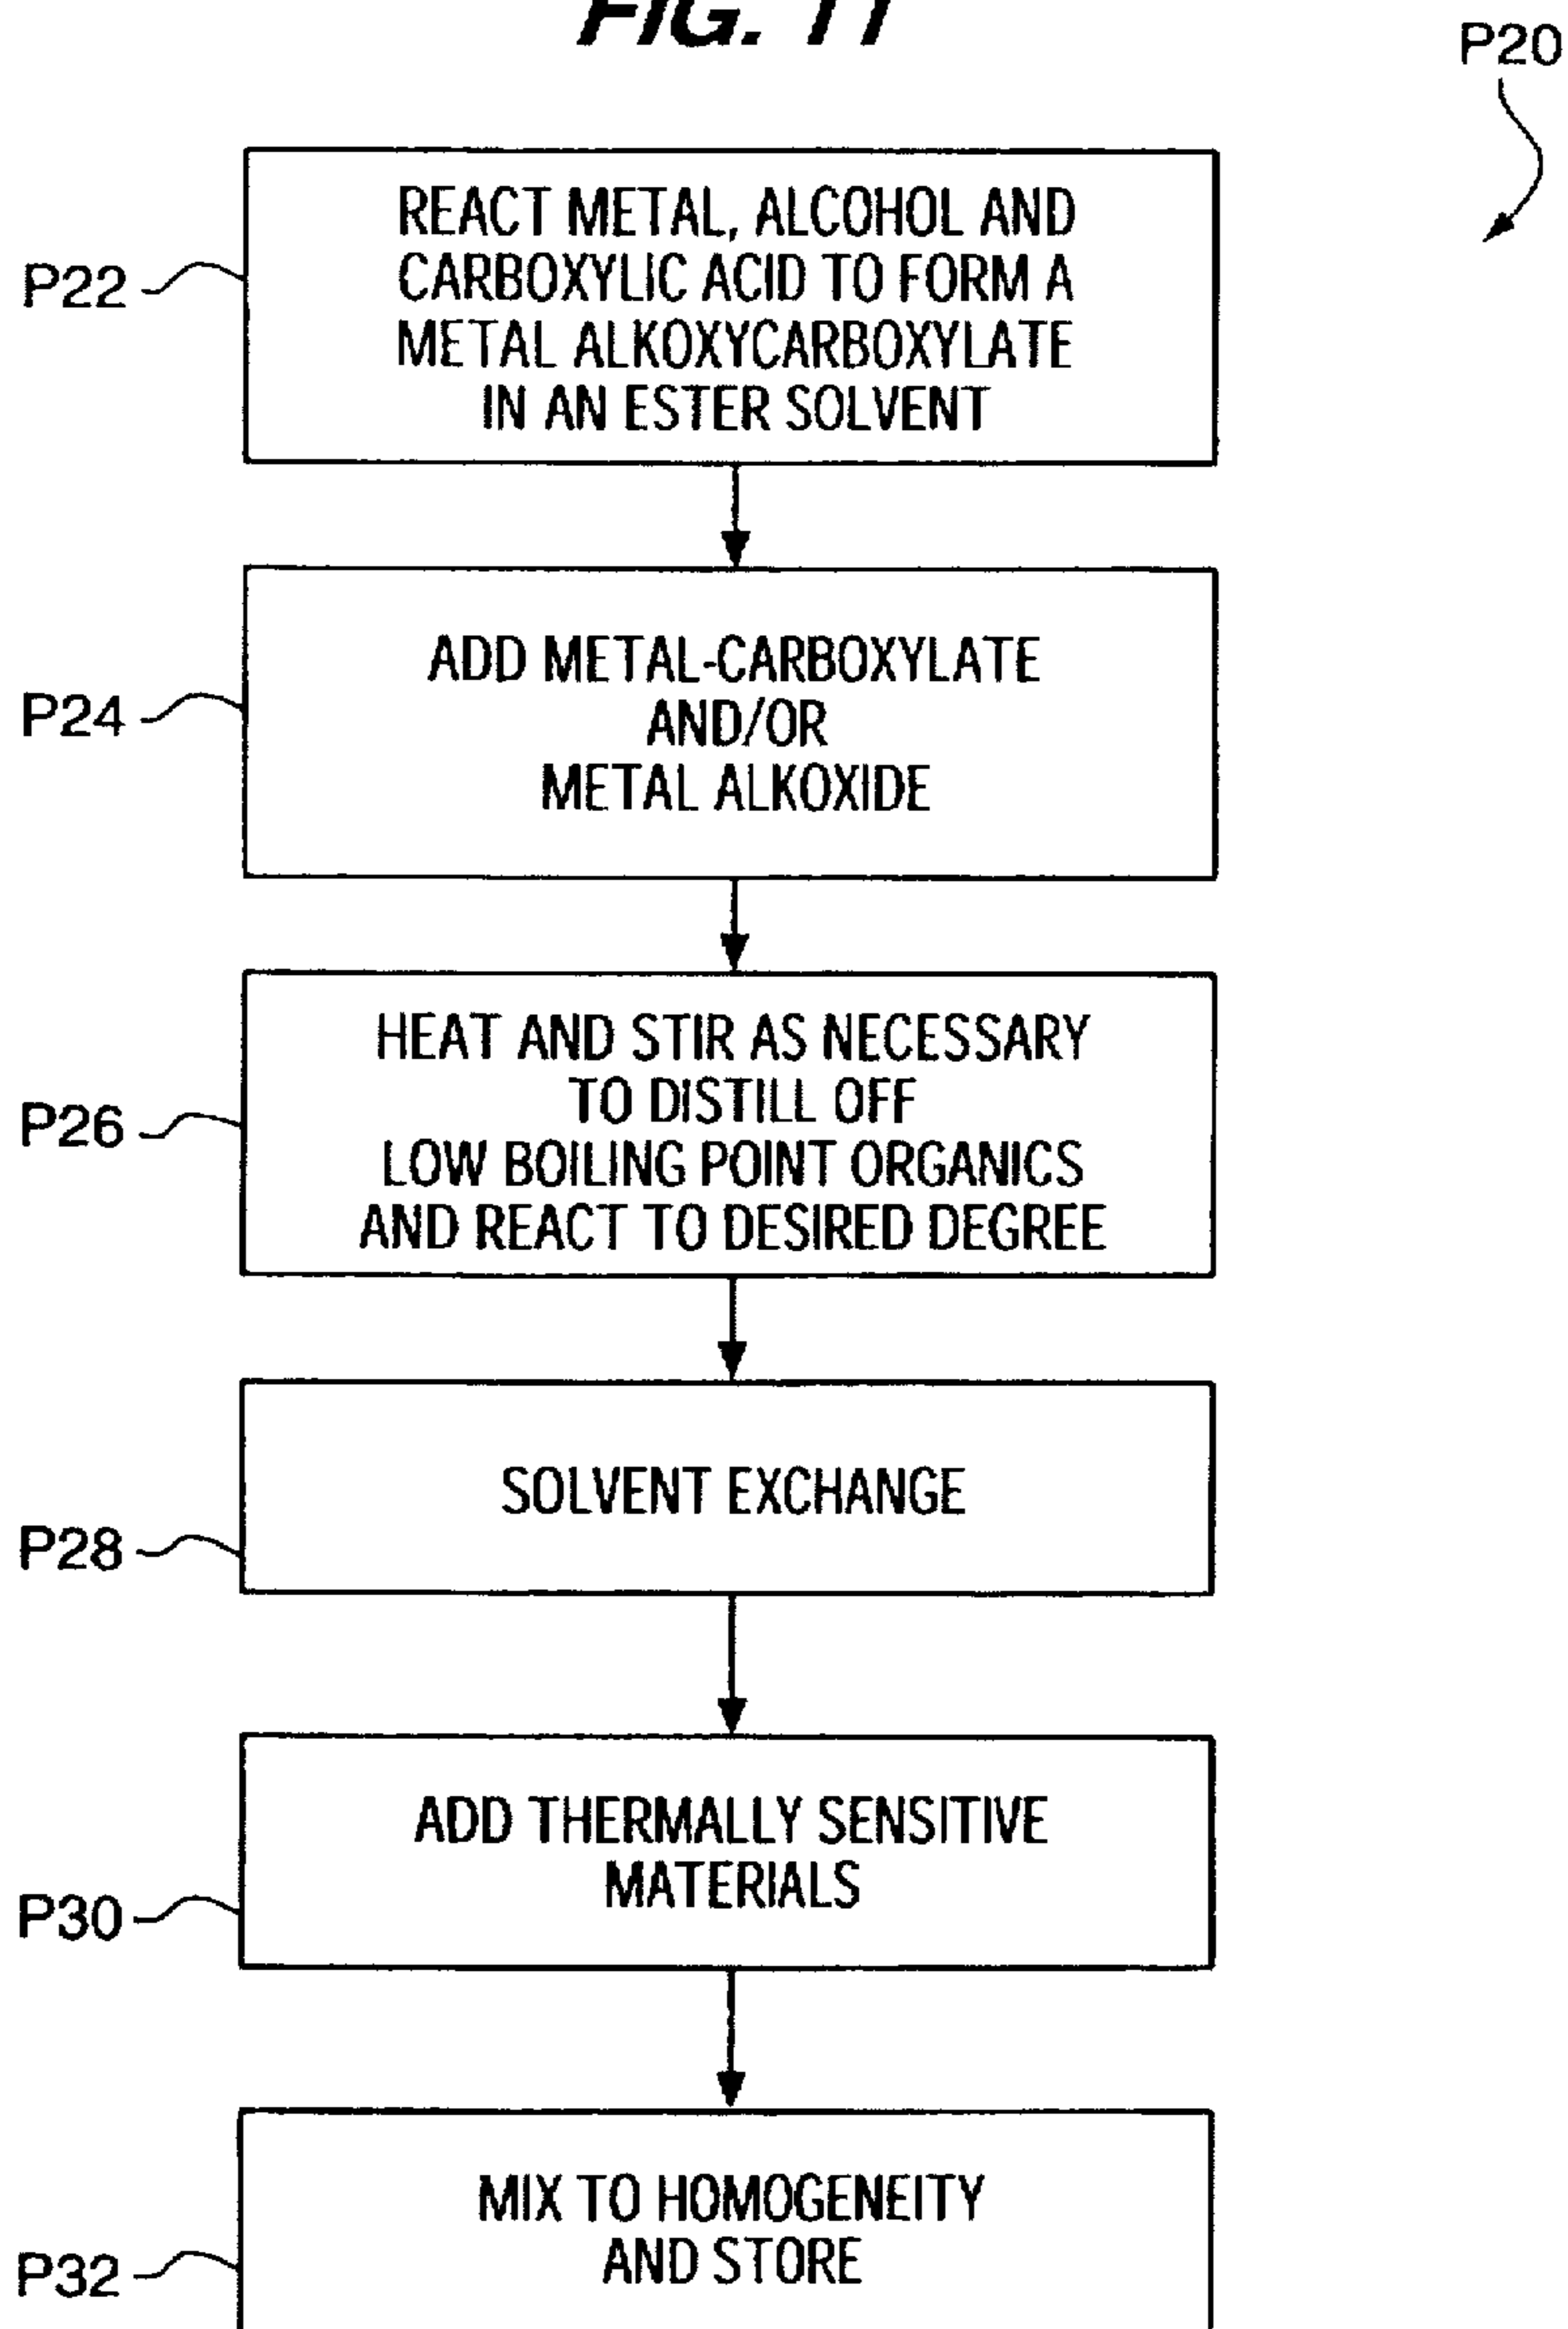 FIG. 11
P20
REACT METAL, ALCOHOL AND
CARBOXYLIC ACID TO FORM A
METAL ALKOXYCARBOXYLATE
IN AN ESTER SOLVENT
P22
ADD METAL-CARBOXYLATE
AND/OR
METAL ALKOXIDE
P24
HEAT AND STIR AS NECESSARY
TO DISTILL OFF
LOW BOILING POINT ORGANICS
AND REACT TO DESIRED DEGREE
P26
SOLVENT EXCHANGE
P28
ADD THERMALLY SENSITIVE
MATERIALS
P30
MIX TO HOMOGENEITY
AND STORE
P32